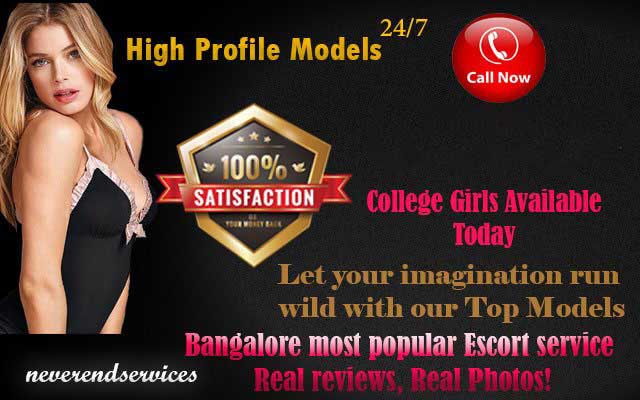 High Profile Models 24/7
Call Now
100%
SATISFACTION
OR
YOUR MONEY BACK
College Girls Available
Today
Let your imagination run
wild with our Top Models
Bangalore most popular Escort service
Real reviews, Real Photos!
neverendservices